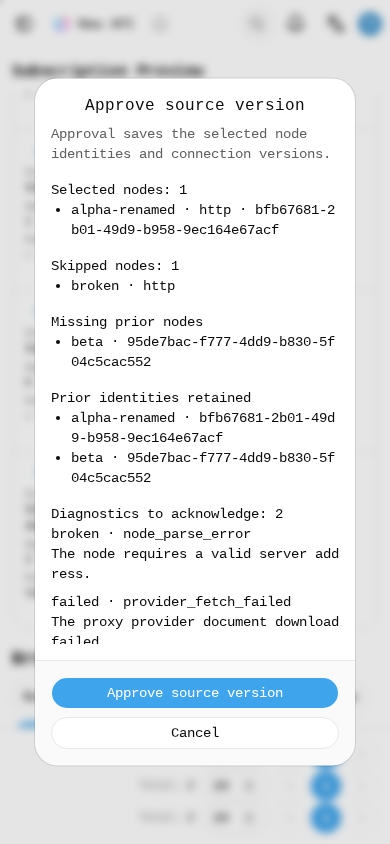 Subscription Preview
Approve source version
Approval saves the selected node
identities and connection versions.
Selected nodes: 1
• alpha-renamed · http · bfb67681-2
b01-49d9-b958-9ec164e67acf
Skipped nodes: 1
• broken · http
Missing prior nodes
• beta · 95de7bac-f777-4dd9-b830-5f
04c5cac552
Prior identities retained
• alpha-renamed · bfb67681-2b01-49d
9-b958-9ec164e67acf
• beta · 95de7bac-f777-4dd9-b830-5f
04c5cac552
Diagnostics to acknowledge: 2
broken · node_parse_error
The node requires a valid server add
ress.
failed · provider_fetch_failed
The proxy provider document download
failed
Approve source version
Cancel